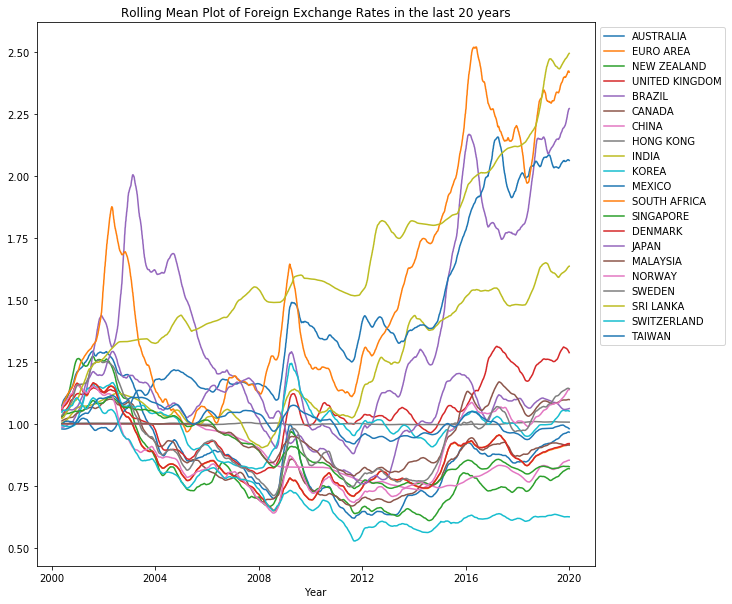 Rolling Mean Plot of Foreign Exchange Rates in the last 20 years
2.50
2.25
2.00
1.75
1.50
1.25
1.00
0.75
0.50
2000
2004
2008
2012
2016
2020
Year
AUSTRALIA
EURO AREA
NEW ZEALAND
UNITED KINGDOM
BRAZIL
CANADA
CHINA
HONG KONG
INDIA
KOREA
MEXICO
SOUTH AFRICA
SINGAPORE
DENMARK
JAPAN
MALAYSIA
NORWAY
SWEDEN
SRI LANKA
SWITZERLAND
TAIWAN